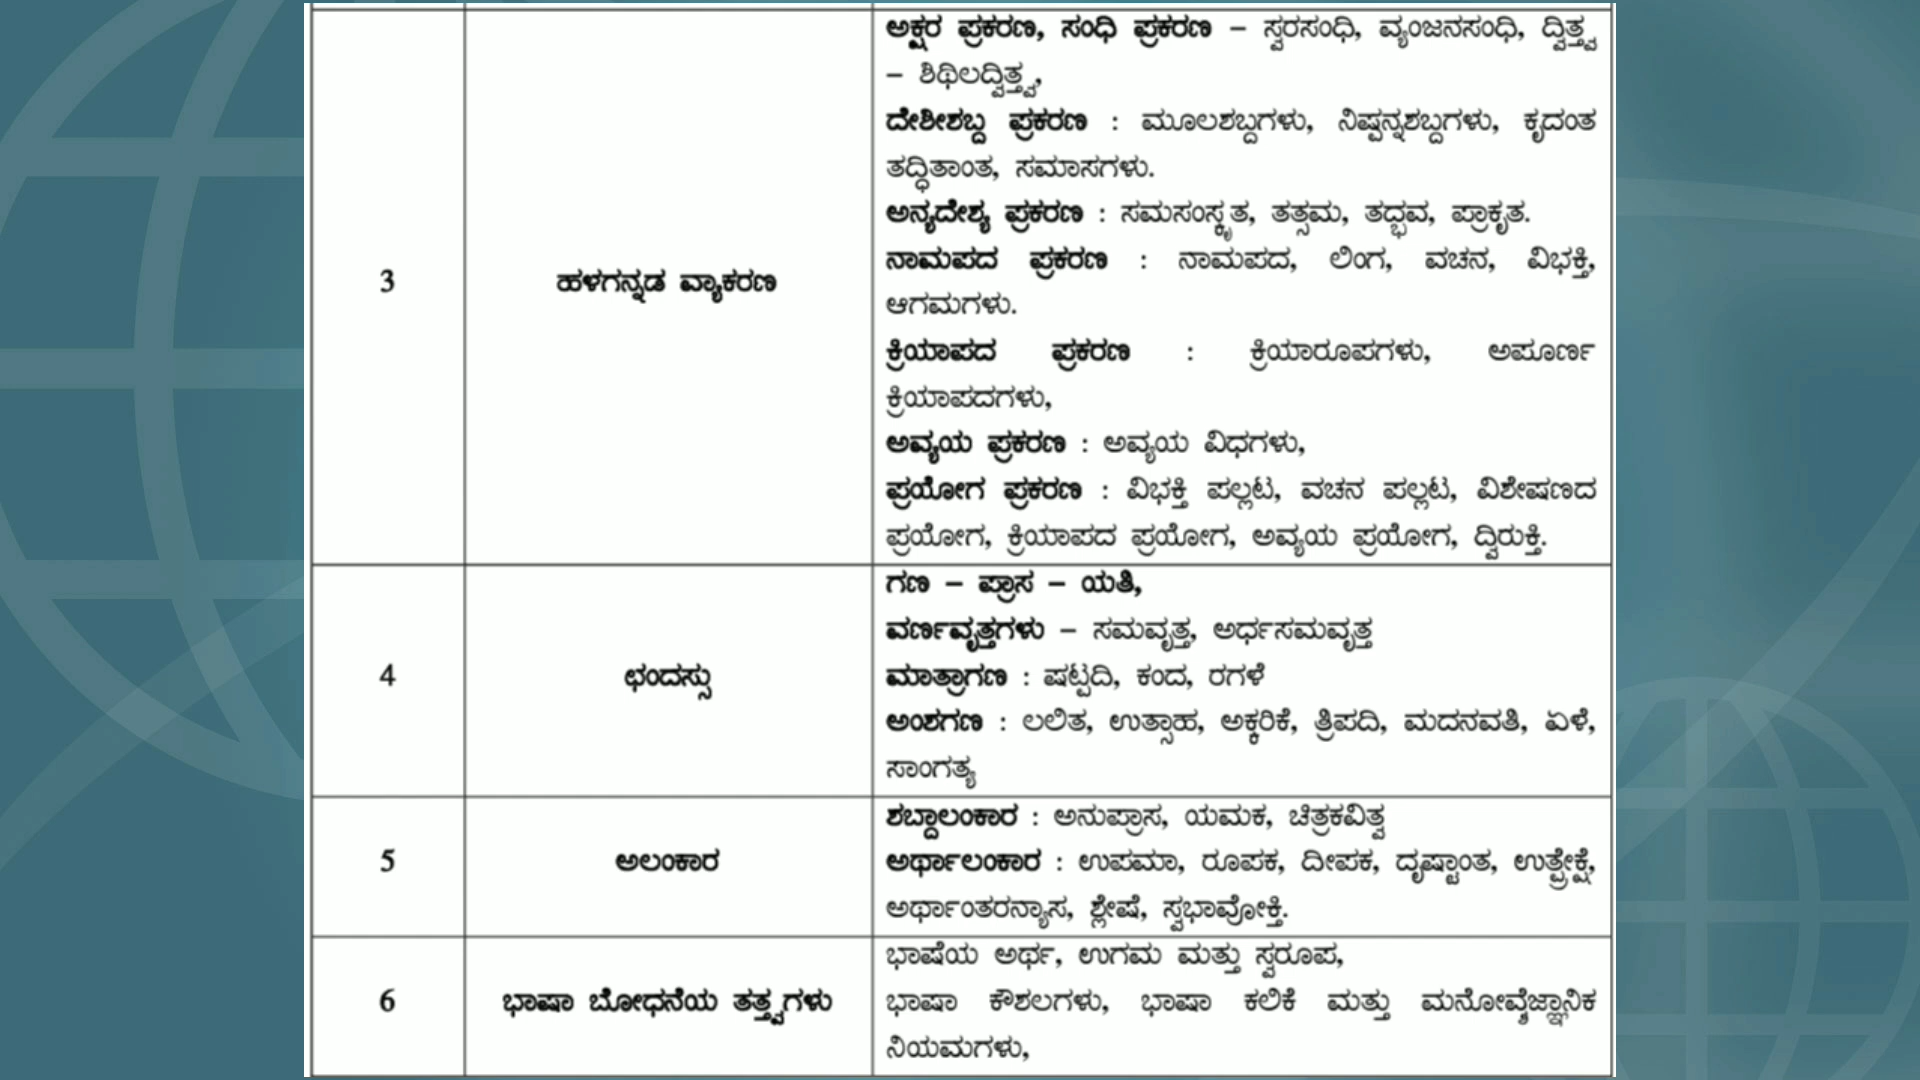 ಅಕ್ಷರ ಪ್ರಕರಣ, ಸಂಧಿ ಪ್ರಕರಣ – ಸ್ವರಸಂಧಿ, ವ್ಯಂಜನಸಂಧಿ, ದ್ವಿತ್ವ
– ಶಿಥಿಲದ್ವಿತ್ವ,
ದೇಶೀಶಬ್ದ ಪ್ರಕರಣ : ಮೂಲಶಬ್ದಗಳು, ನಿಷ್ಪನ್ನಶಬ್ದಗಳು, ಕೃದಂತ
ತದ್ಧಿತಾಂತ, ಸಮಾಸಗಳು.
ಅನ್ಯದೇಶ್ಯ ಪ್ರಕರಣ : ಸಮಸಂಸ್ಕೃತ, ತತ್ಸಮ, ತದ್ಭವ, ಪ್ರಾಕೃತ.
3 ಹಳಗನ್ನಡ ವ್ಯಾಕರಣ
ನಾಮಪದ ಪ್ರಕರಣ : ನಾಮಪದ, ಲಿಂಗ, ವಚನ, ವಿಭಕ್ತಿ,
ಆಗಮಗಳು.
ಕ್ರಿಯಾಪದ ಪ್ರಕರಣ : ಕ್ರಿಯಾರೂಪಗಳು, ಅಪೂರ್ಣ
ಕ್ರಿಯಾಪದಗಳು,
ಅವ್ಯಯ ಪ್ರಕರಣ : ಅವ್ಯಯ ವಿಧಗಳು,
ಪ್ರಯೋಗ ಪ್ರಕರಣ : ವಿಭಕ್ತಿ ಪಲ್ಲಟ, ವಚನ ಪಲ್ಲಟ, ವಿಶೇಷಣದ
ಪ್ರಯೋಗ, ಕ್ರಿಯಾಪದ ಪ್ರಯೋಗ, ಅವ್ಯಯ ಪ್ರಯೋಗ, ದ್ವಿರುಕ್ತಿ.
ಗಣ – ಪ್ರಾಸ – ಯತಿ,
ವರ್ಣವೃತ್ತಗಳು – ಸಮವೃತ್ತ, ಅರ್ಧಸಮವೃತ್ತ
4 ಛಂದಸ್ಸು
ಮಾತ್ರಾಗಣ : ಷಟ್ಪದಿ, ಕಂದ, ರಗಳೆ
ಅಂಶಗಣ : ಲಲಿತ, ಉತ್ಸಾಹ, ಅಕ್ಕರಿಕೆ, ತ್ರಿಪದಿ, ಮದನವತಿ, ಏಳೆ,
ಸಾಂಗತ್ಯ
ಶಬ್ದಾಲಂಕಾರ : ಅನುಪ್ರಾಸ, ಯಮಕ, ಚಿತ್ರಕವಿತ್ವ
5 ಅಲಂಕಾರ
ಅರ್ಥಾಲಂಕಾರ : ಉಪಮಾ, ರೂಪಕ, ದೀಪಕ, ದೃಷ್ಟಾಂತ, ಉತ್ಪ್ರೇಕ್ಷೆ,
ಅರ್ಥಾಂತರನ್ಯಾಸ, ಶ್ಲೇಷೆ, ಸ್ವಭಾವೋಕ್ತಿ.
ಭಾಷೆಯ ಅರ್ಥ, ಉಗಮ ಮತ್ತು ಸ್ವರೂಪ,
6 ಭಾಷಾ ಬೋಧನೆಯ ತತ್ತ್ವಗಳು
ಭಾಷಾ ಕೌಶಲಗಳು, ಭಾಷಾ ಕಲಿಕೆ ಮತ್ತು ಮನೋವೈಜ್ಞಾನಿಕ
ನಿಯಮಗಳು,